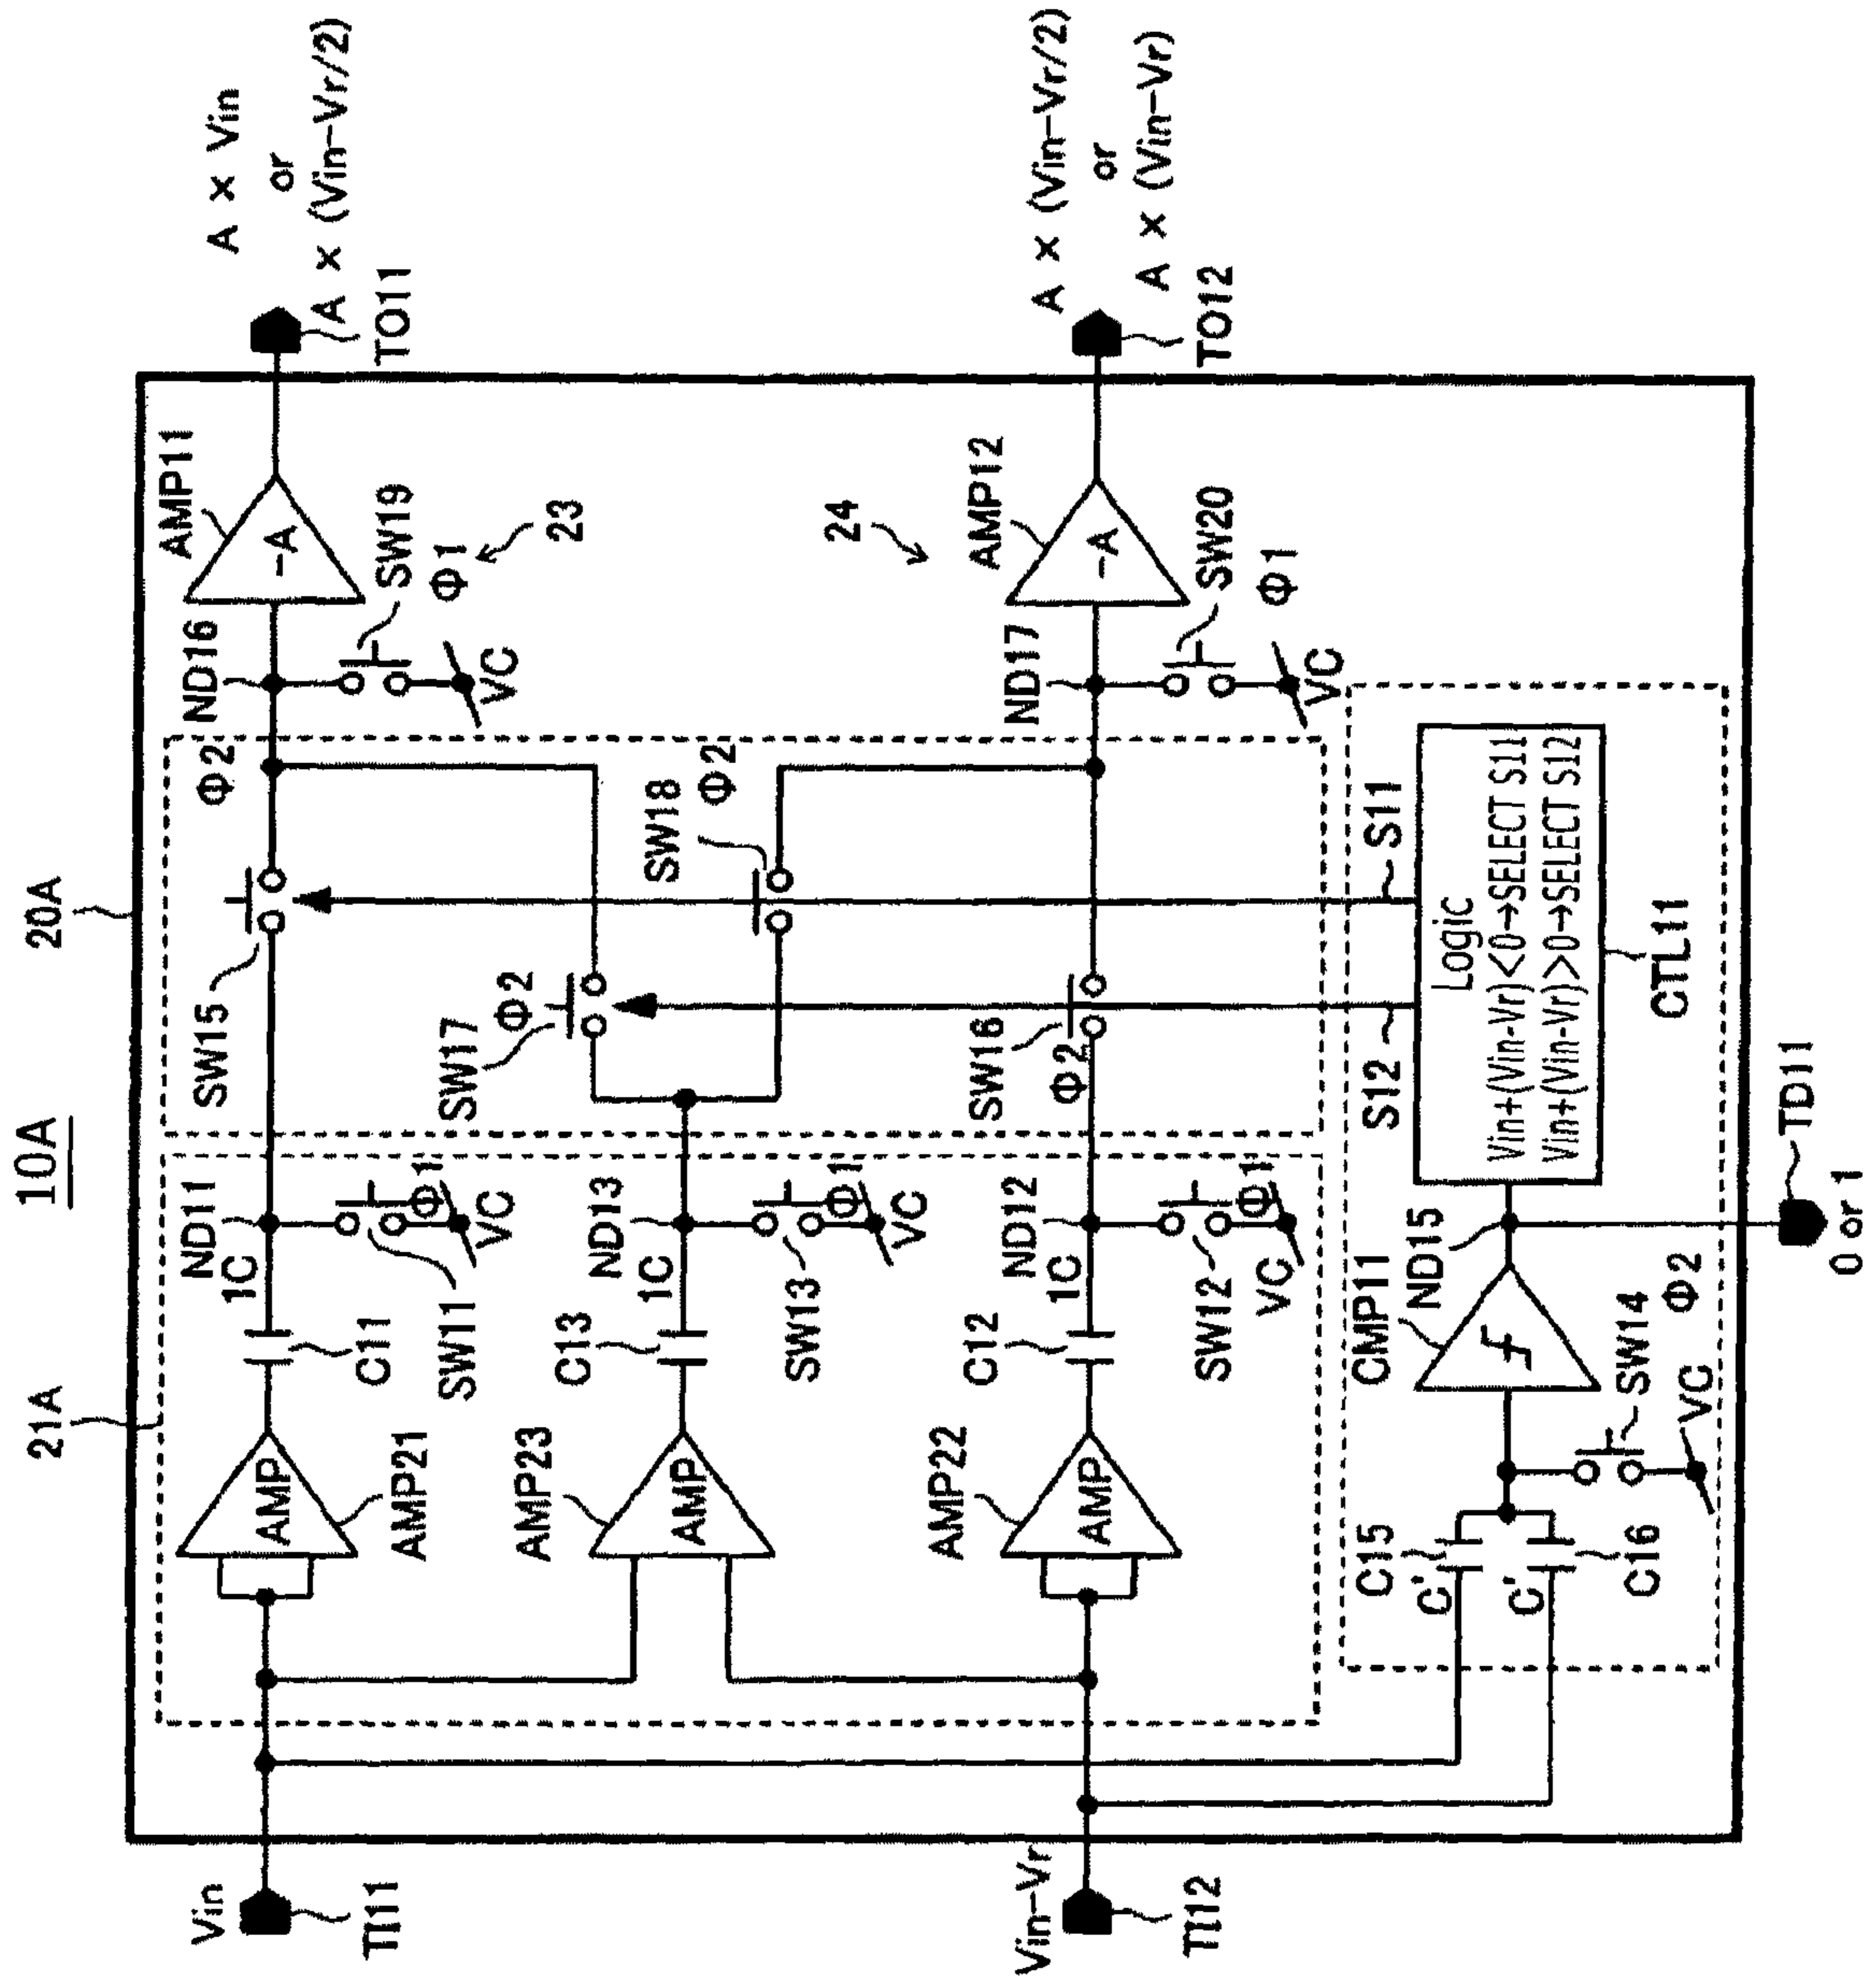 10A
20A
21A
Vin
TI11
AMP
AMP21
1C
C11
ND11
SW11
Φ1
VC
SW15
Φ2
ND16
SW19
Φ1
VC
AMP11
-A
23
A × Vin
or
A × (Vin-Vr/2)
TO11
AMP23
AMP
1C
C13
ND13
SW13
Φ1
VC
SW17
Φ2
SW18
Φ2
Vin-Vr
TI12
AMP22
AMP
1C
C12
ND12
SW12
Φ1
VC
SW16
Φ2
ND17
SW20
Φ1
VC
24
AMP12
-A
A × (Vin-Vr/2)
or
A × (Vin-Vr)
TO12
C15
C'
C'
C16
SW14
Φ2
VC
CMP11
ND15
S12
S11
Logic
Vin+(Vin-Vr)<0→SELECT S11
Vin+(Vin-Vr)>0→SELECT S12
CTL11
TD11
0 or 1